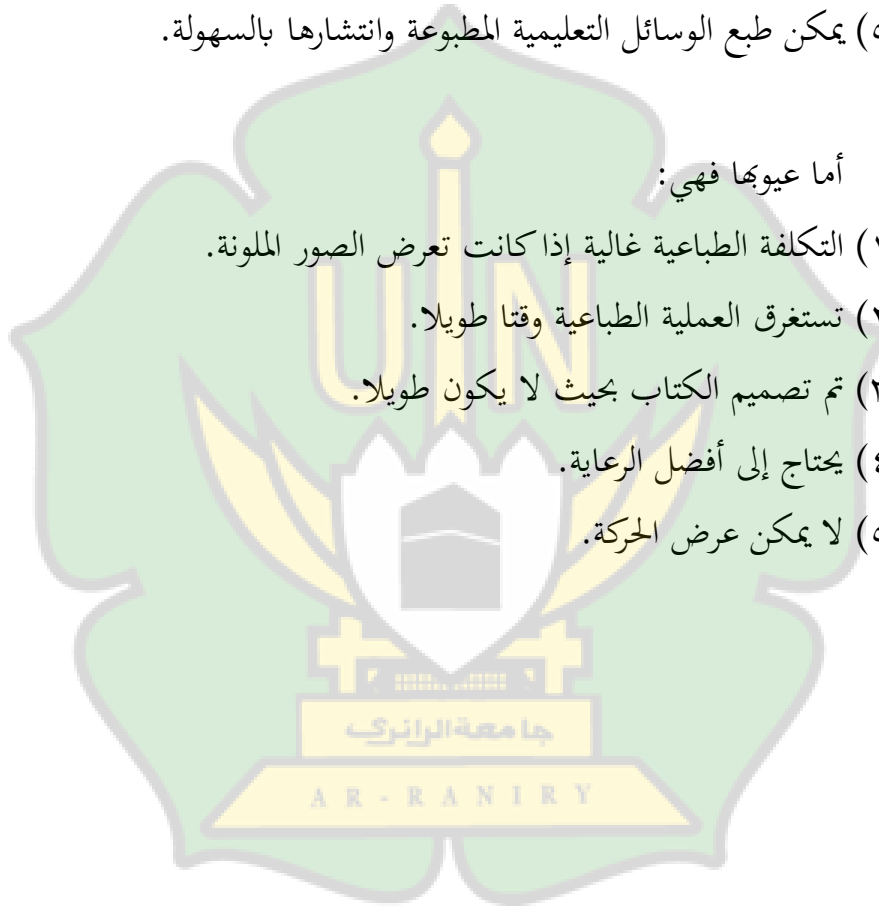 ٥) يمكن طبع الوسائل التعليمية المطبوعة وانتشارها بالسهولة.
أما عيوبها فهي:
١) التكلفة الطباعية غالية إذا كانت تعرض الصور الملونة.
٢) تستغرق العملية الطباعية وقتا طويلا.
٣) تم تصميم الكتاب بحيث لا يكون طويلا.
٤) يحتاج إلى أفضل الرعاية.
٥) لا يمكن عرض الحركة.
UIN
جامعة الرانري
AR-RANIRY